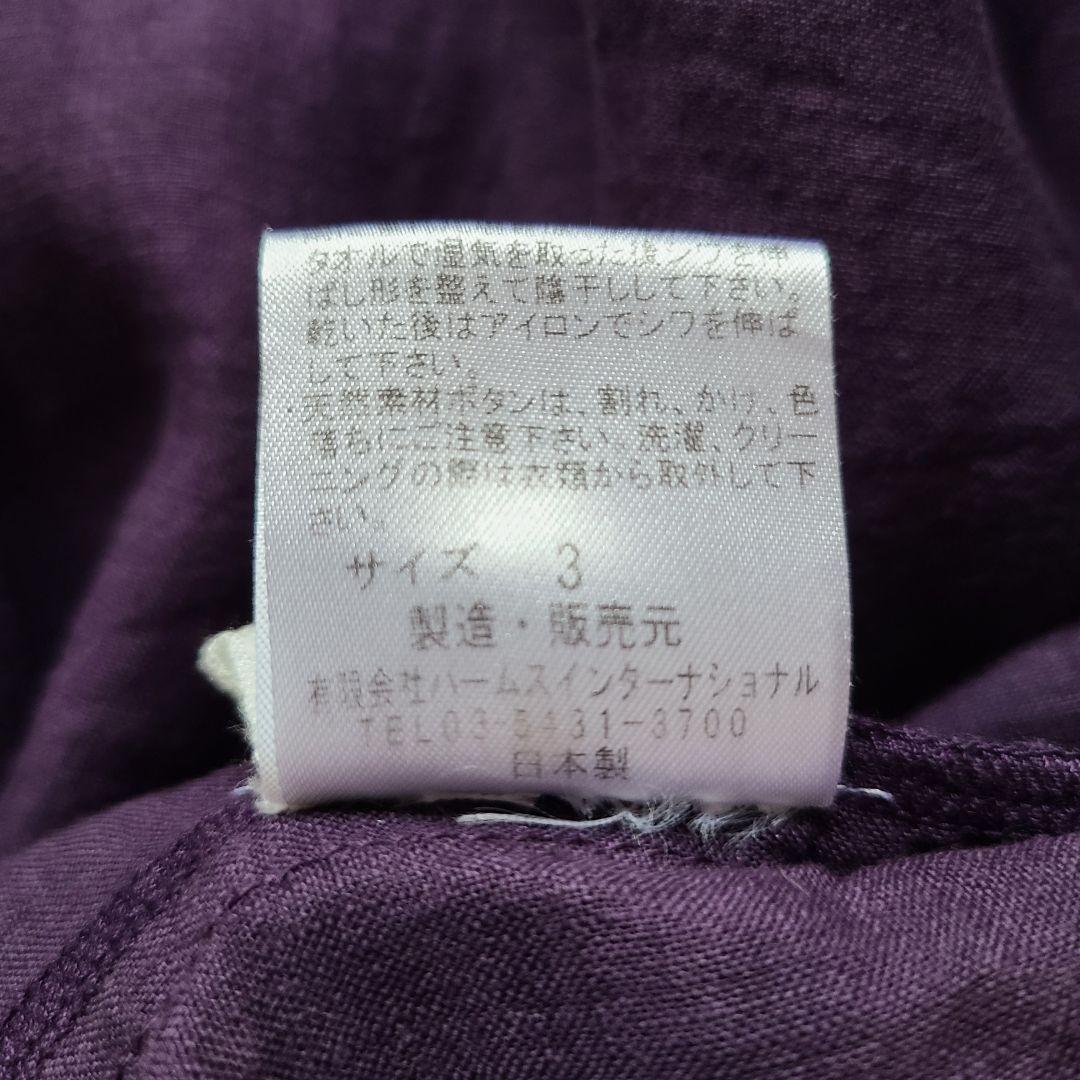 タオルで湿気を取った後シワを伸
ばし形を整えて陰干しして下さい。
乾いた後はアイロンでシワを伸ば
して下さい。
・天然素材ボタンは、割れ、かけ、色
落ちにご注意下さい。洗濯、クリー
ニングの際は衣類から取外して下
さい。
サイズ 3
製造・販売元
有限会社ハームスインターナショナル
TEL03-5431-3700
日本製